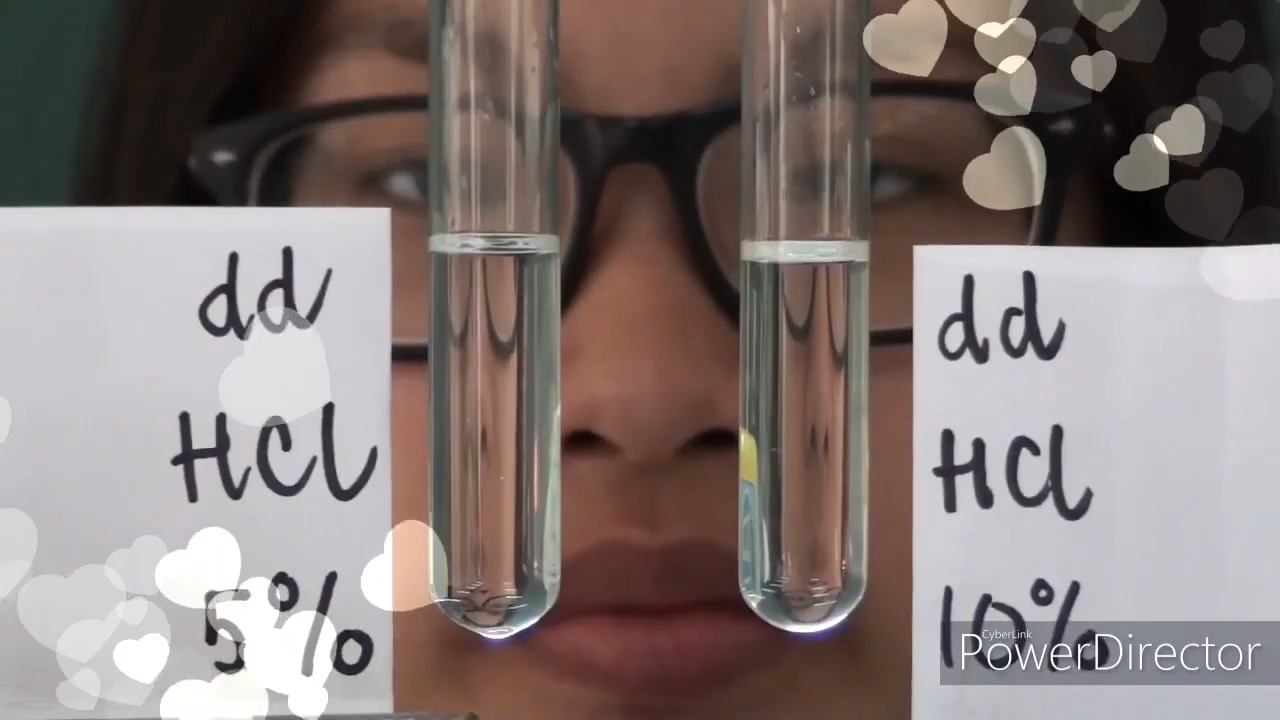 dd
HCl
5%
dd
HCl
10%
CyberLink
PowerDirector